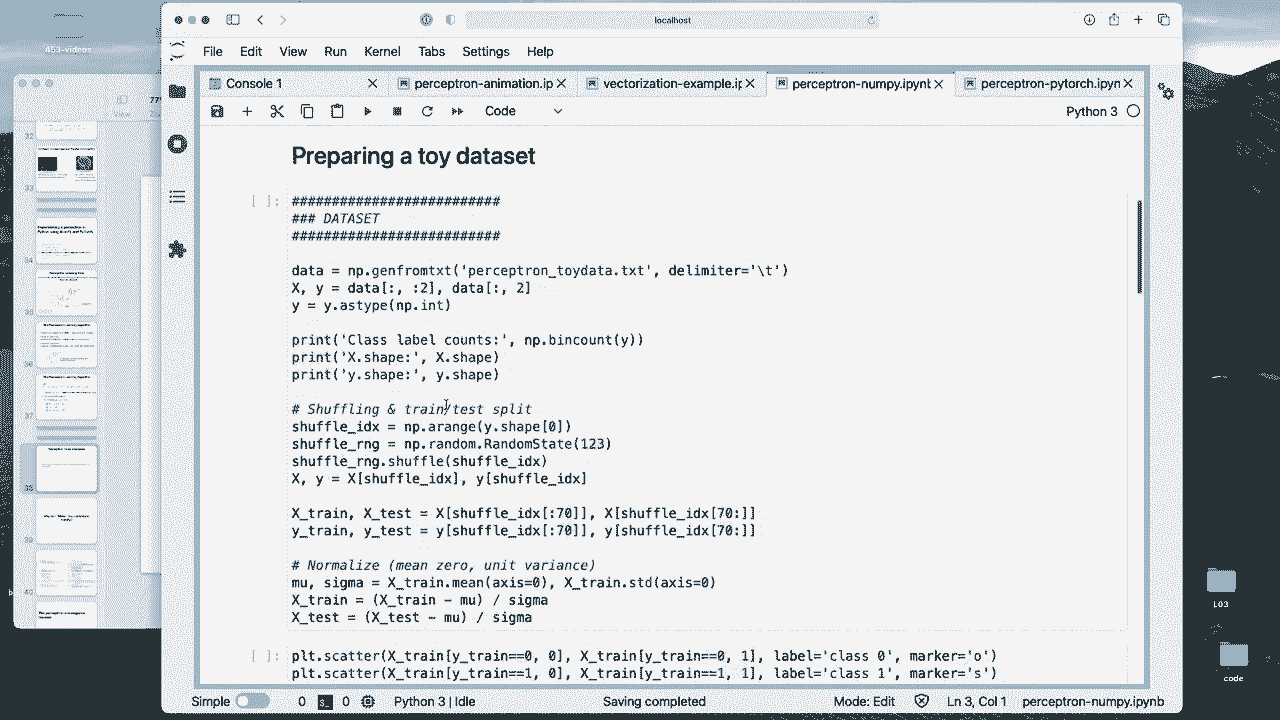 453-videos
localhost
File Edit View Run Kernel Tabs Settings Help
Console 1
perceptron-animation.ip
vectorization-example.ip
perceptron-numpy.ipynb
perceptron-pytorch.ipyn
Code
Python 3
Preparing a toy dataset
[ ]: ###########################
### DATASET
###########################
data = np.genfromtxt('perceptron_toydata.txt', delimiter='\t')
X, y = data[:, :2], data[:, 2]
y = y.astype(np.int)
print('Class label counts:', np.bincount(y))
print('X.shape:', X.shape)
print('y.shape:', y.shape)
# Shuffling & train/test split
shuffle_idx = np.arange(y.shape[0])
shuffle_rng = np.random.RandomState(123)
shuffle_rng.shuffle(shuffle_idx)
X, y = X[shuffle_idx], y[shuffle_idx]
X_train, X_test = X[shuffle_idx[:70]], X[shuffle_idx[70:]]
y_train, y_test = y[shuffle_idx[:70]], y[shuffle_idx[70:]]
# Normalize (mean zero, unit variance)
mu, sigma = X_train.mean(axis=0), X_train.std(axis=0)
X_train = (X_train - mu) / sigma
X_test = (X_test - mu) / sigma
[ ]: plt.scatter(X_train[y_train==0, 0], X_train[y_train==0, 1], label='class 0', marker='o')
plt.scatter(X_train[y_train==1, 0], X_train[y_train==1, 1], label='class 1', marker='s')
Simple 0 0 Python 3 | Idle Saving completed Mode: Edit Ln 3, Col 1 perceptron-numpy.ipynb
L03
code